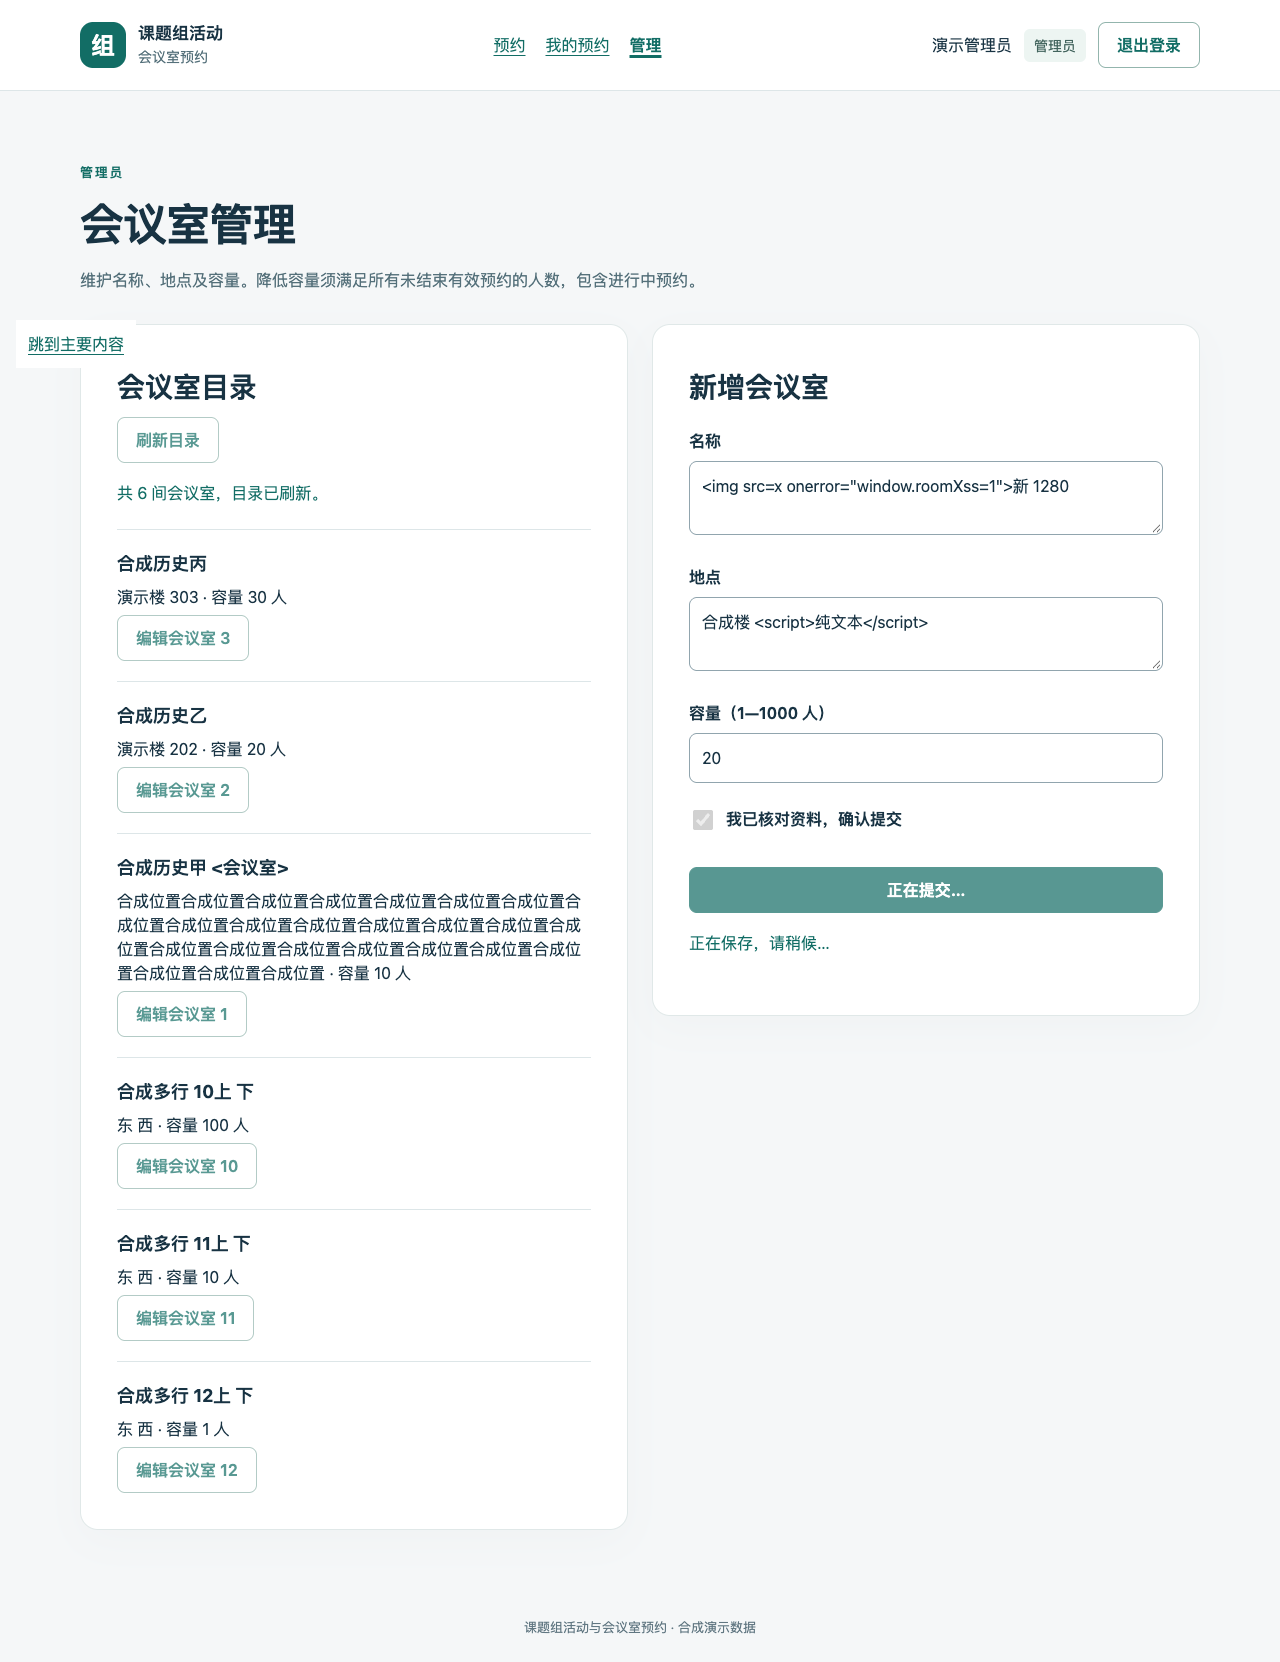 组
课题组活动
会议室预约
预约 我的预约 管理
演示管理员 管理员 退出登录
管理员
会议室管理
维护名称、地点及容量。降低容量须满足所有未结束有效预约的人数，包含进行中预约。
跳到主要内容
会议室目录
刷新目录
共 6 间会议室，目录已刷新。
合成历史丙
演示楼 303 · 容量 30 人
编辑会议室 3
合成历史乙
演示楼 202 · 容量 20 人
编辑会议室 2
合成历史甲 <会议室>
合成位置合成位置合成位置合成位置合成位置合成位置合成位置合
成位置合成位置合成位置合成位置合成位置合成位置合成位置合成
位置合成位置合成位置合成位置合成位置合成位置合成位置合成位
置合成位置合成位置合成位置 · 容量 10 人
编辑会议室 1
合成多行 10上 下
东 西 · 容量 100 人
编辑会议室 10
合成多行 11上 下
东 西 · 容量 10 人
编辑会议室 11
合成多行 12上 下
东 西 · 容量 1 人
编辑会议室 12
新增会议室
名称
<img src=x onerror="window.roomXss=1">新 1280
地点
合成楼 <script>纯文本</script>
容量（1—1000 人）
20
我已核对资料，确认提交
正在提交…
正在保存，请稍候…
课题组活动与会议室预约 · 合成演示数据